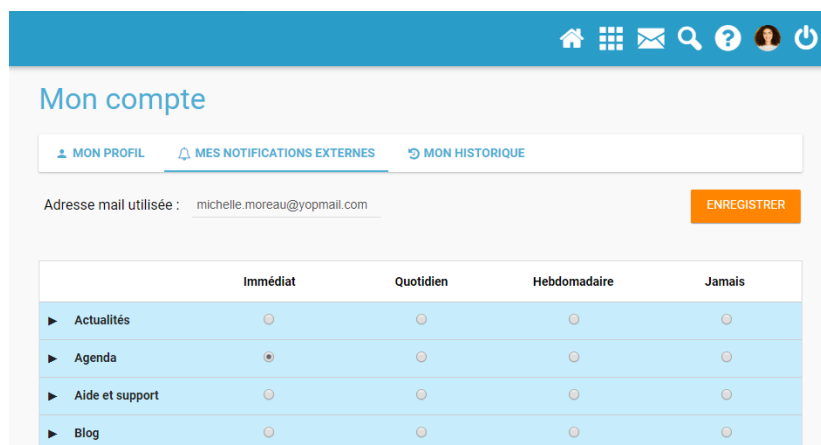 Mon compte
MON PROFIL MES NOTIFICATIONS EXTERNES MON HISTORIQUE
Adresse mail utilisée : michelle.moreau@yopmail.com ENREGISTRER
Immédiat Quotidien Hebdomadaire Jamais
Actualités
Agenda
Aide et support
Blog